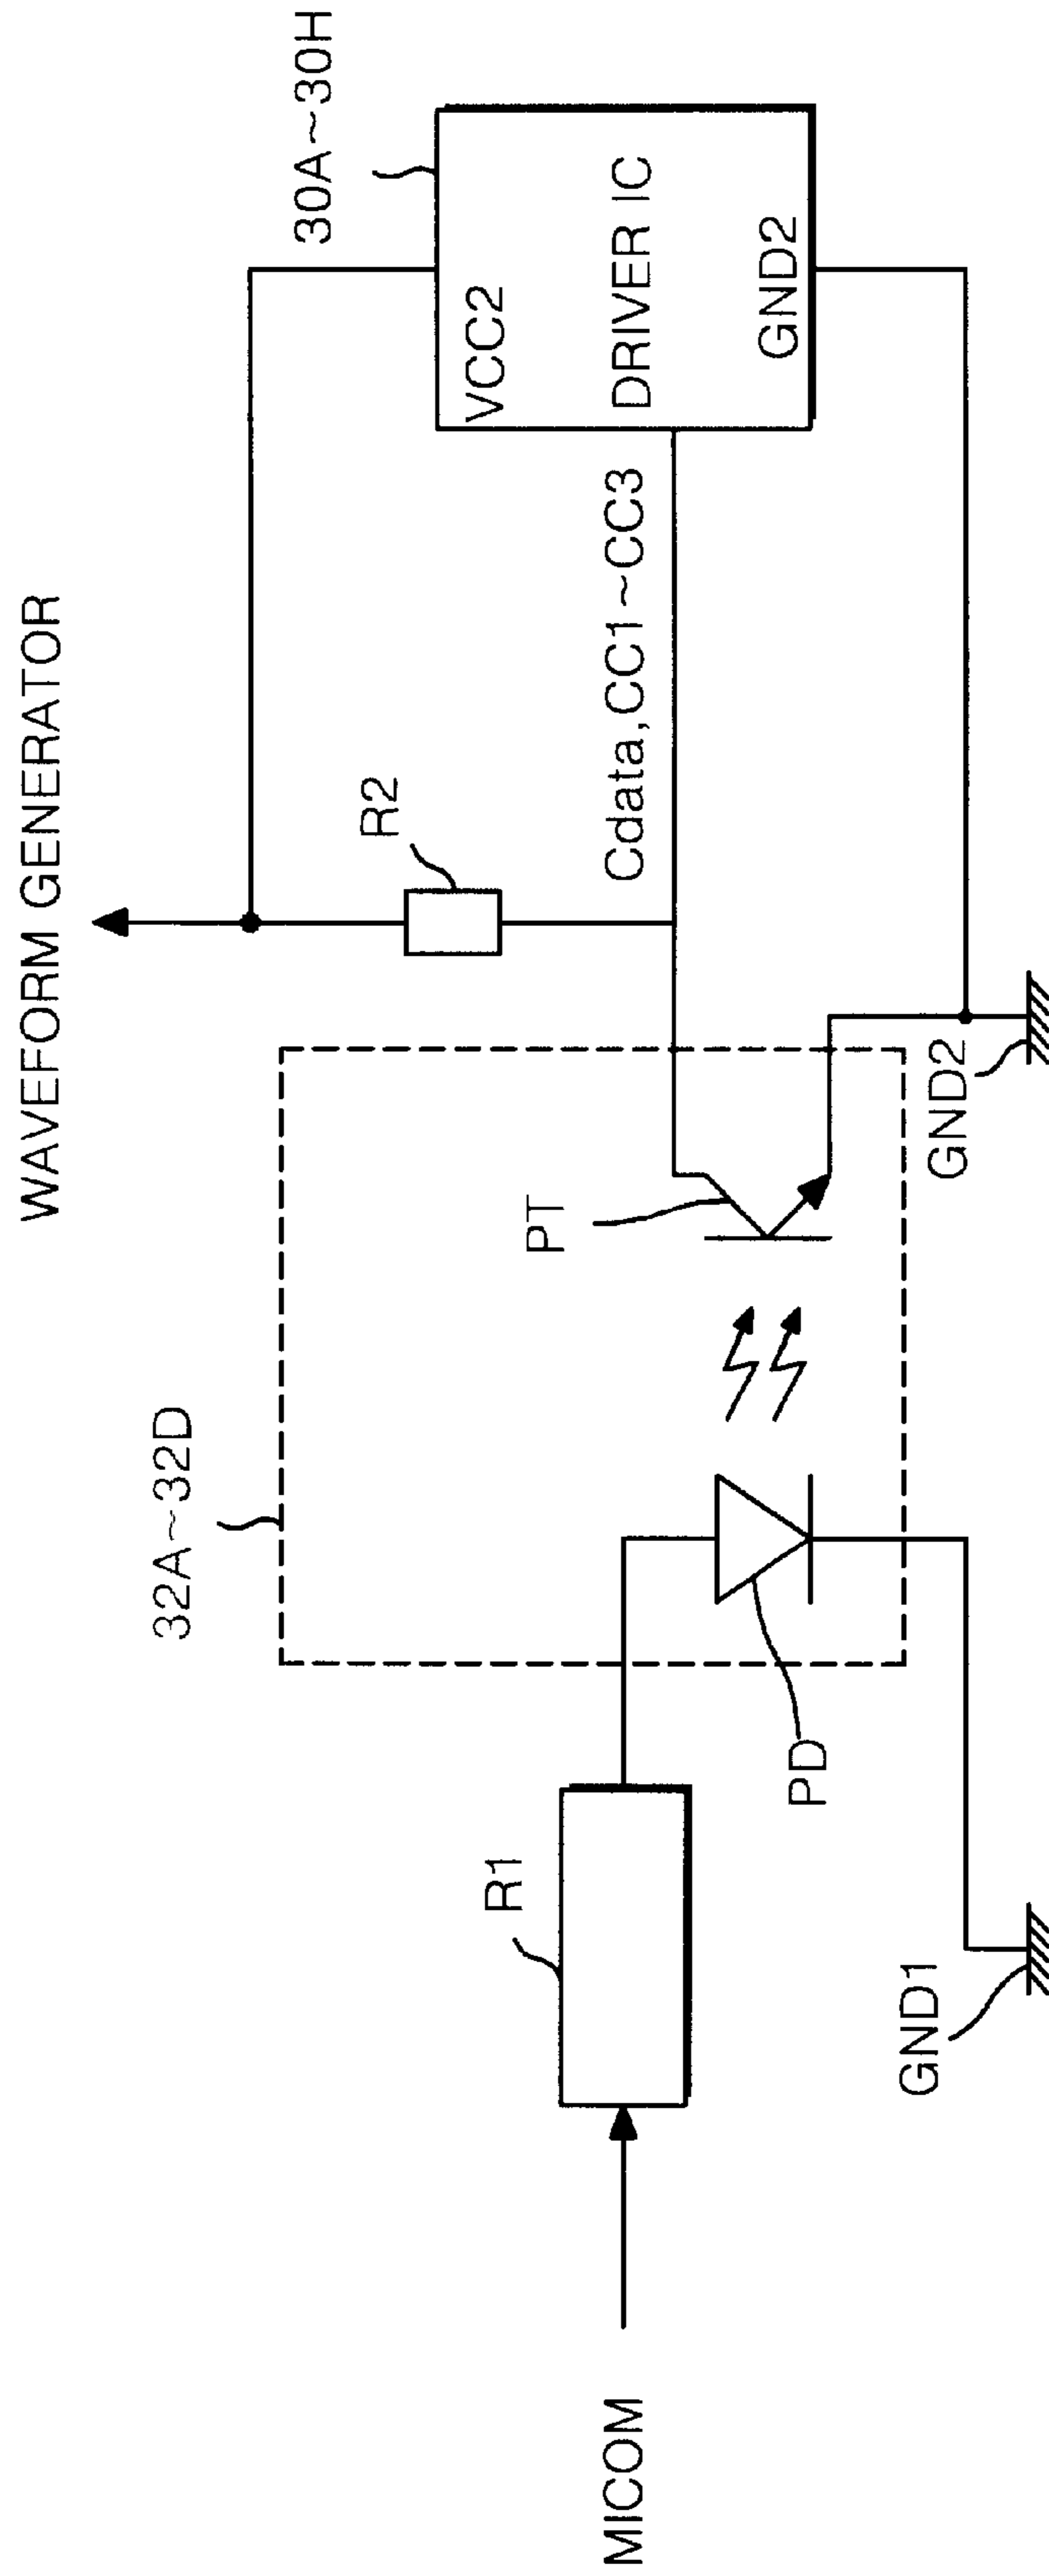 WAVEFORM GENERATOR
30A~30H
R2
VCC2
DRIVER IC
GND2
Cdata,CC1~CC3
32A~32D
PT
GND2
R1
PD
MICOM
GND1